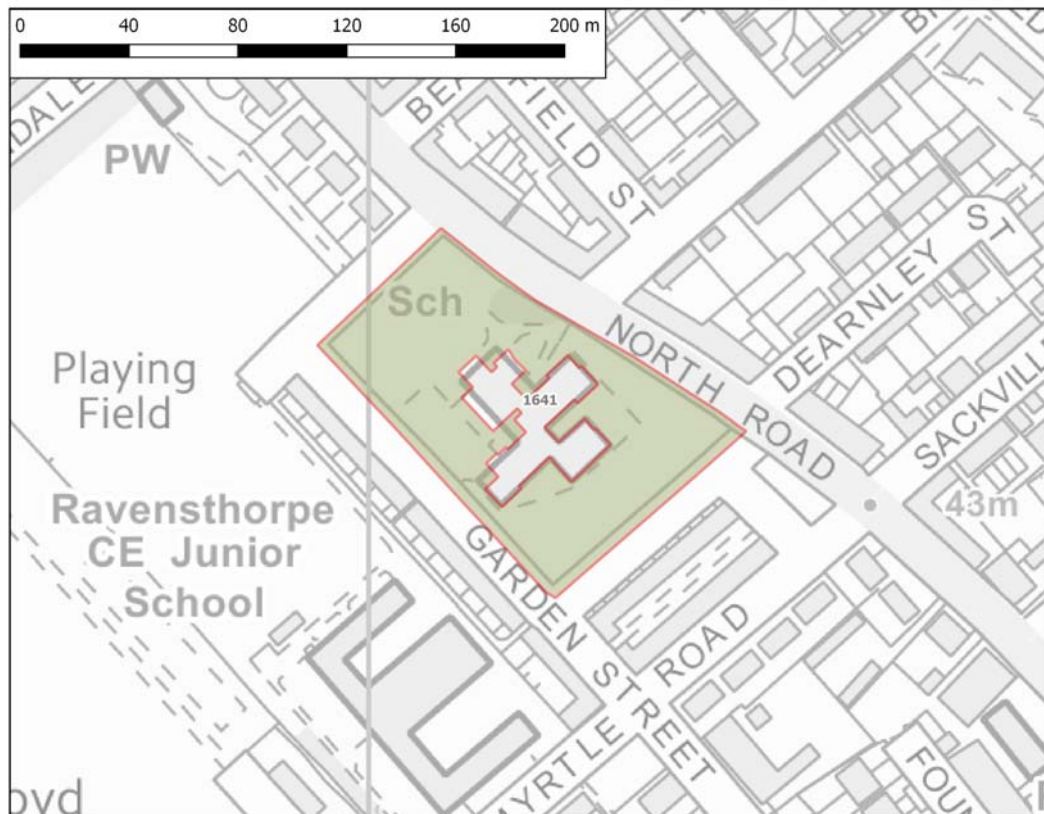 0 40 80 120 160 200 m
PW
Sch
Playing
Field
1641
NORTH ROAD
DEARNLEY ST
43m
Ravensthorpe
CE Junior
School
GARDEN STREET
MYRTLE ROAD